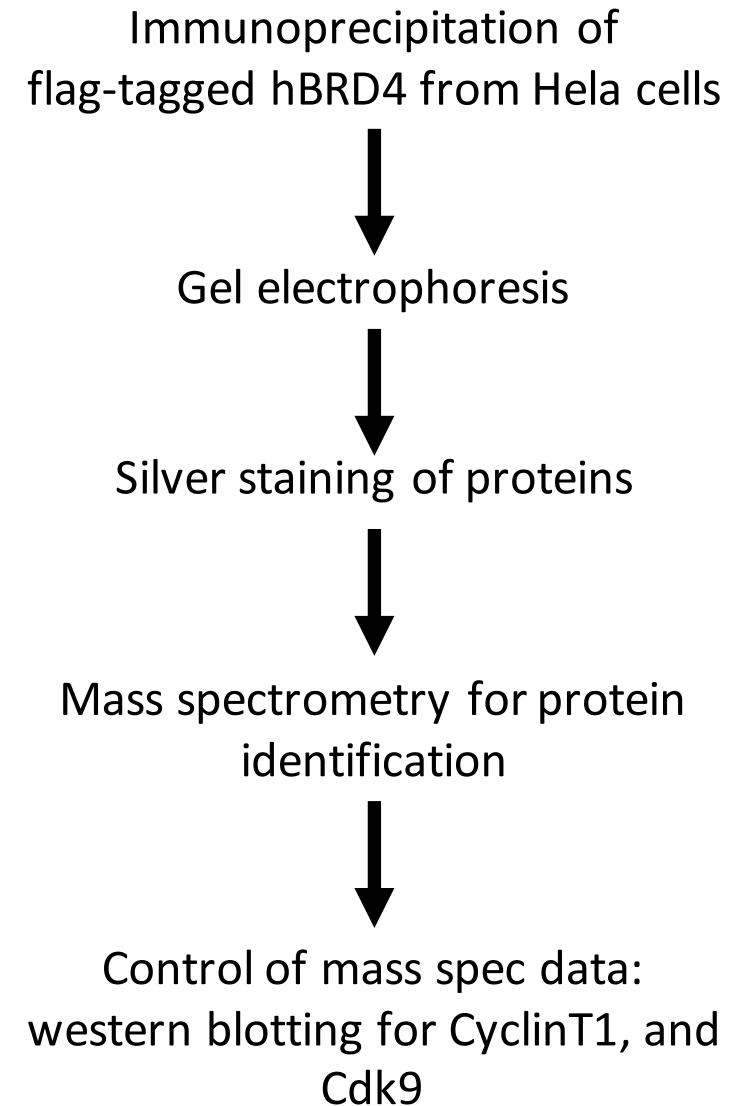 Immunoprecipitation of
flag-tagged hBRD4 from Hela cells
Gel electrophoresis
Silver staining of proteins
Mass spectrometry for protein
identification
Control of mass spec data:
western blotting for CyclinT1, and
Cdk9